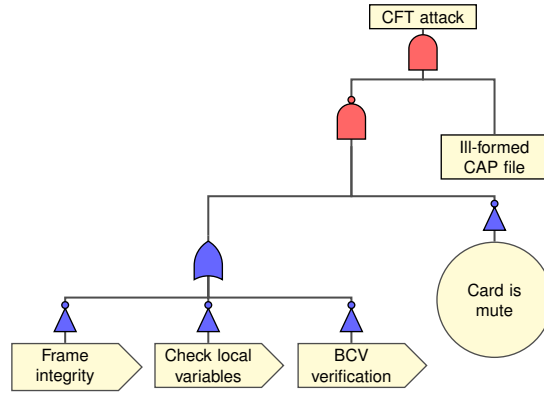 CFT attack
Ill-formed
CAP file
Card is
mute
Frame
integrity
Check local
variables
BCV
verification